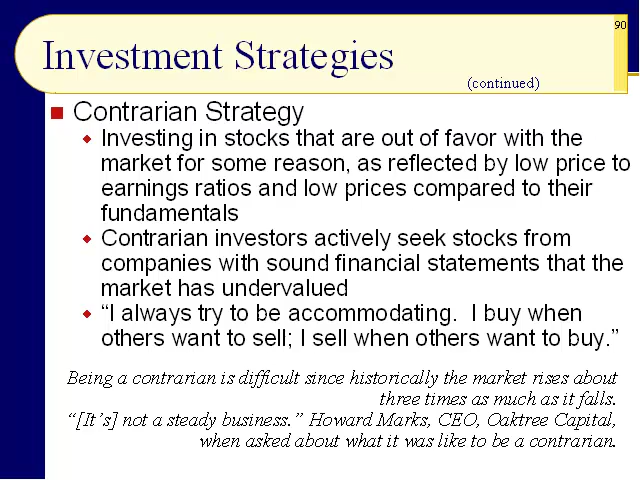 90
Investment Strategies
(continued)
Contrarian Strategy
Investing in stocks that are out of favor with the
market for some reason, as reflected by low price to
earnings ratios and low prices compared to their
fundamentals
Contrarian investors actively seek stocks from
companies with sound financial statements that the
market has undervalued
“I always try to be accommodating.  I buy when
others want to sell; I sell when others want to buy.”
Being a contrarian is difficult since historically the market rises about
three times as much as it falls.
“[It’s] not a steady business.” Howard Marks, CEO, Oaktree Capital,
when asked about what it was like to be a contrarian.